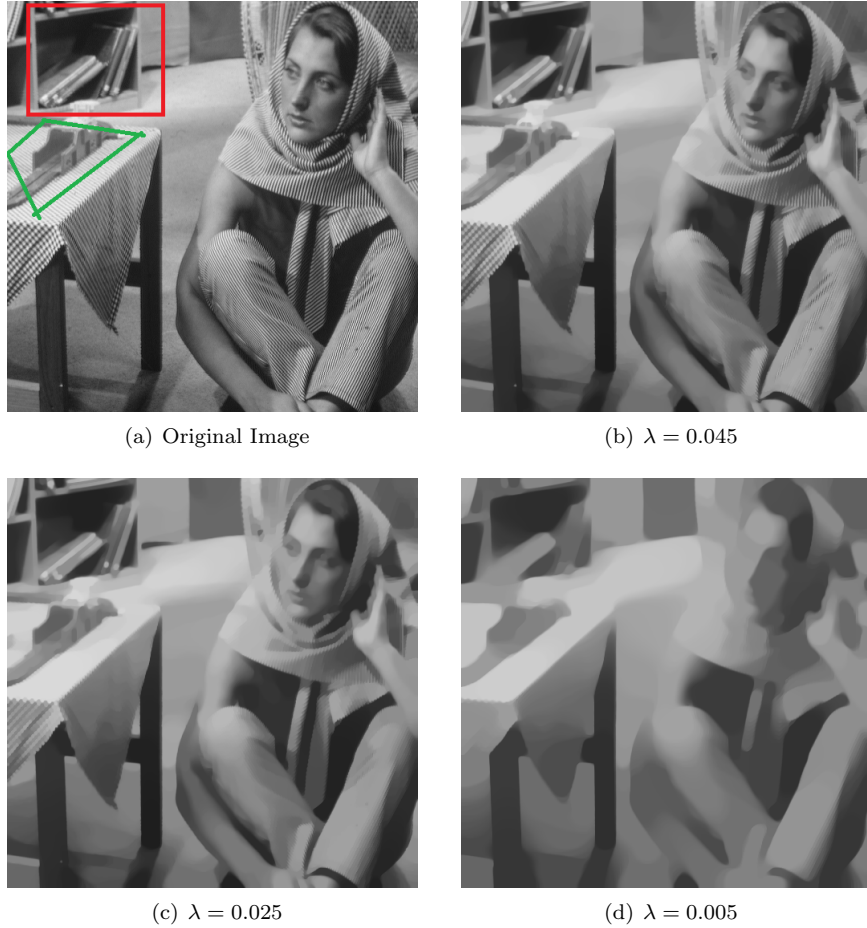 (a) Original Image
(b) λ = 0.045
(c) λ = 0.025
(d) λ = 0.005